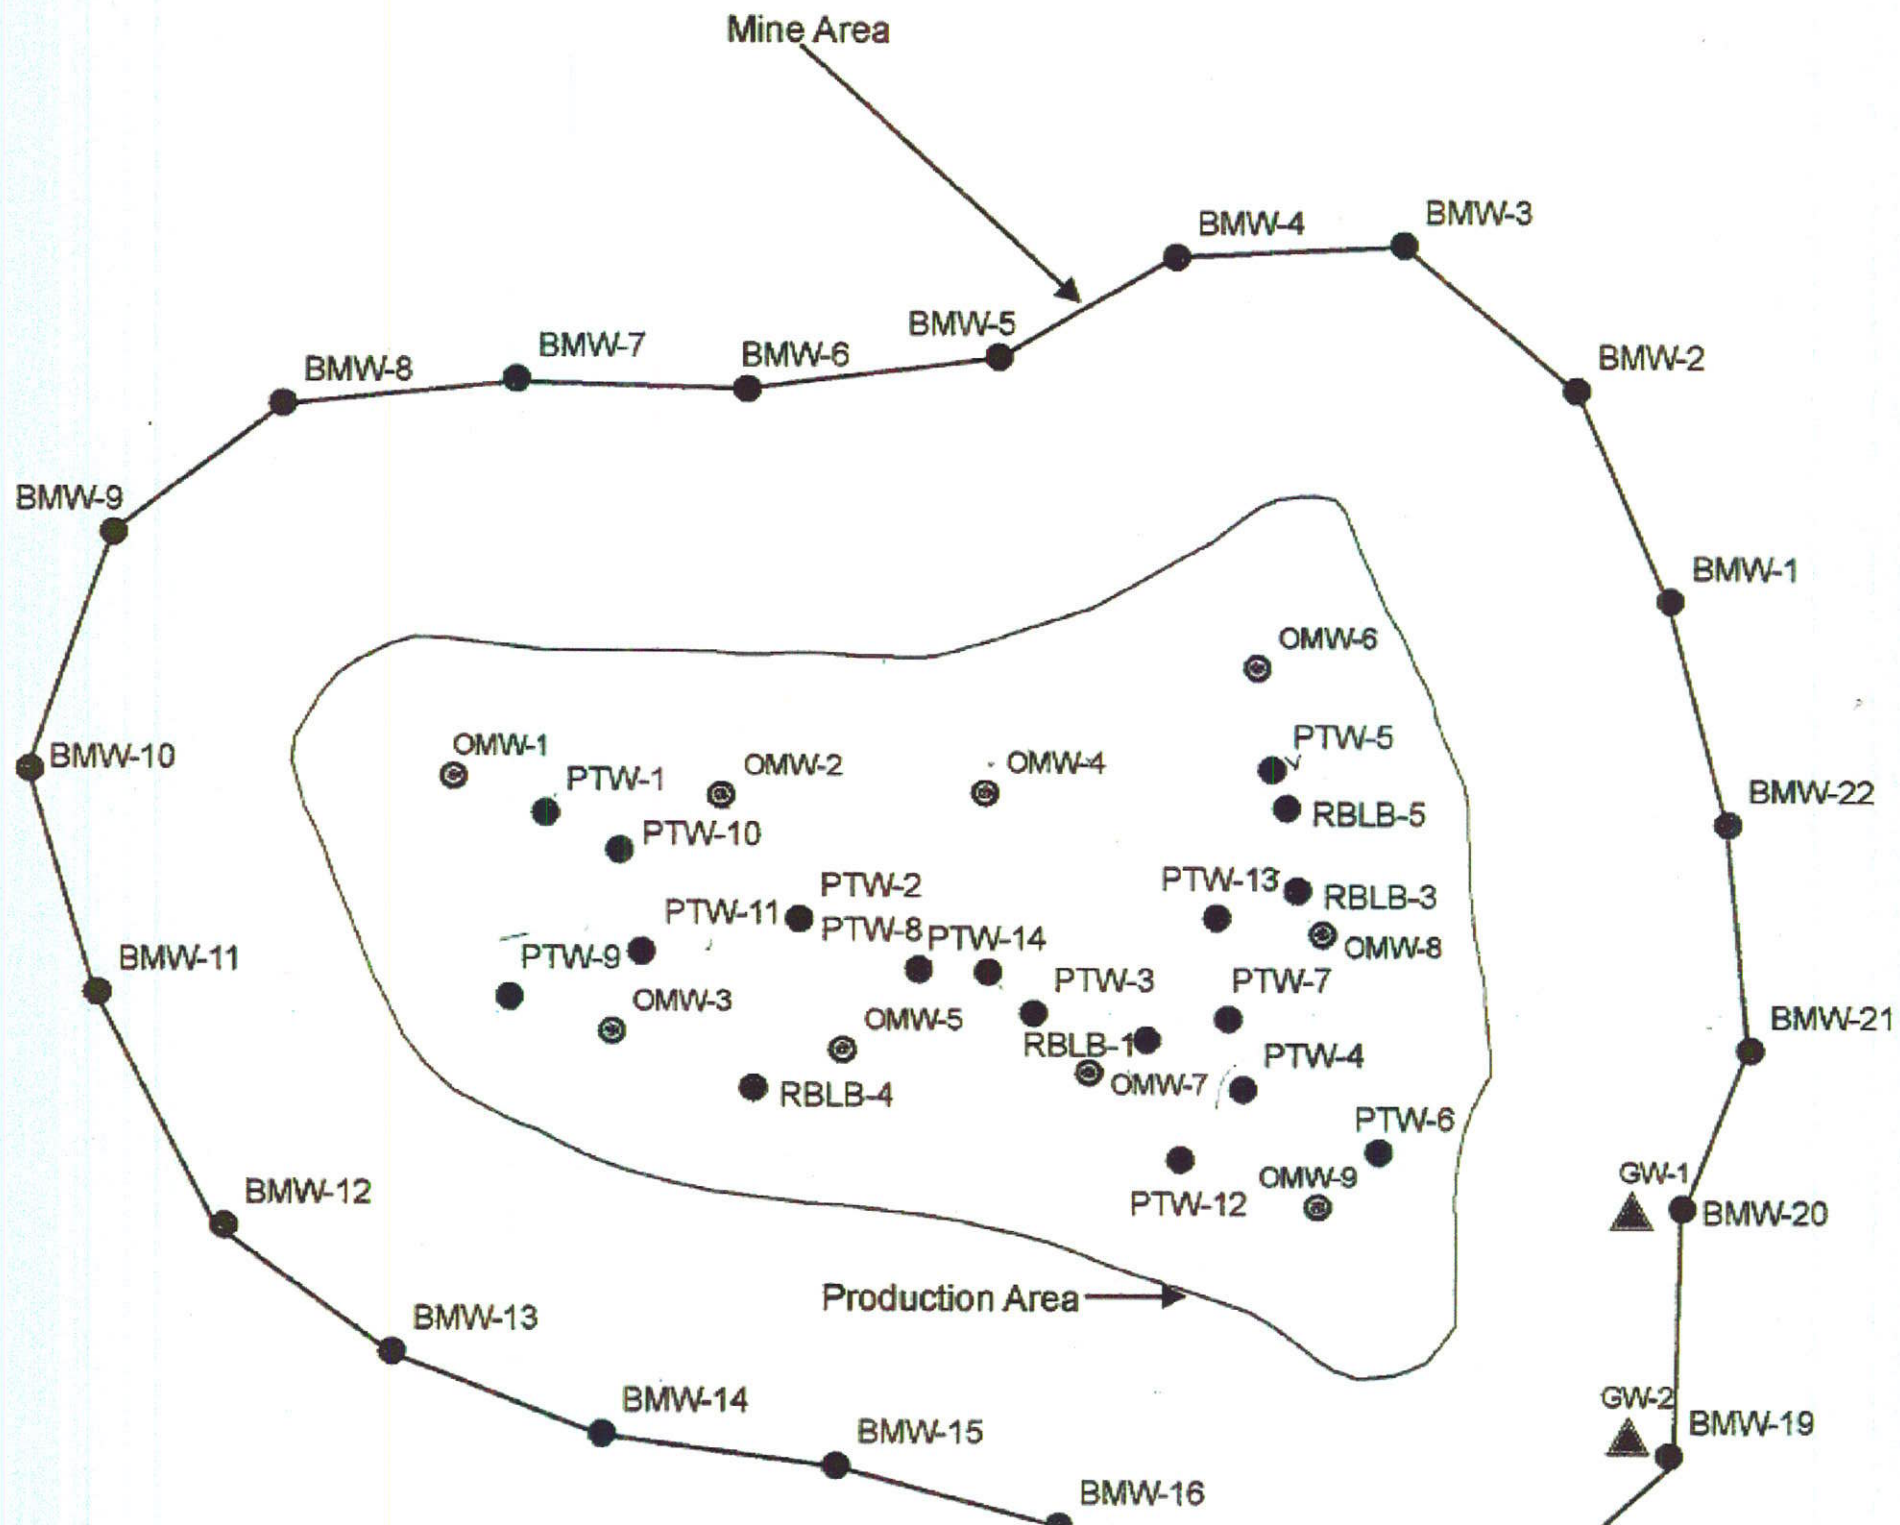 Mine Area
BMW-3
BMW-4
BMW-5
BMW-7
BMW-6
BMW-2
BMW-8
BMW-9
BMW-1
OMW-6
PTW-5
OMW-1
OMW-2
OMW-4
BMW-10
PTW-1
BMW-22
RBLB-5
PTW-10
PTW-2
PTW-13
RBLB-3
PTW-11
PTW-8
PTW-14
OMW-8
BMW-11
PTW-9
PTW-3
PTW-7
OMW-3
OMW-5
BMW-21
RBLB-1
PTW-4
OMW-7
RBLB-4
PTW-6
GW-1
OMW-9
BMW-12
PTW-12
BMW-20
Production Area
BMW-13
BMW-14
GW-2
BMW-19
BMW-15
BMW-16